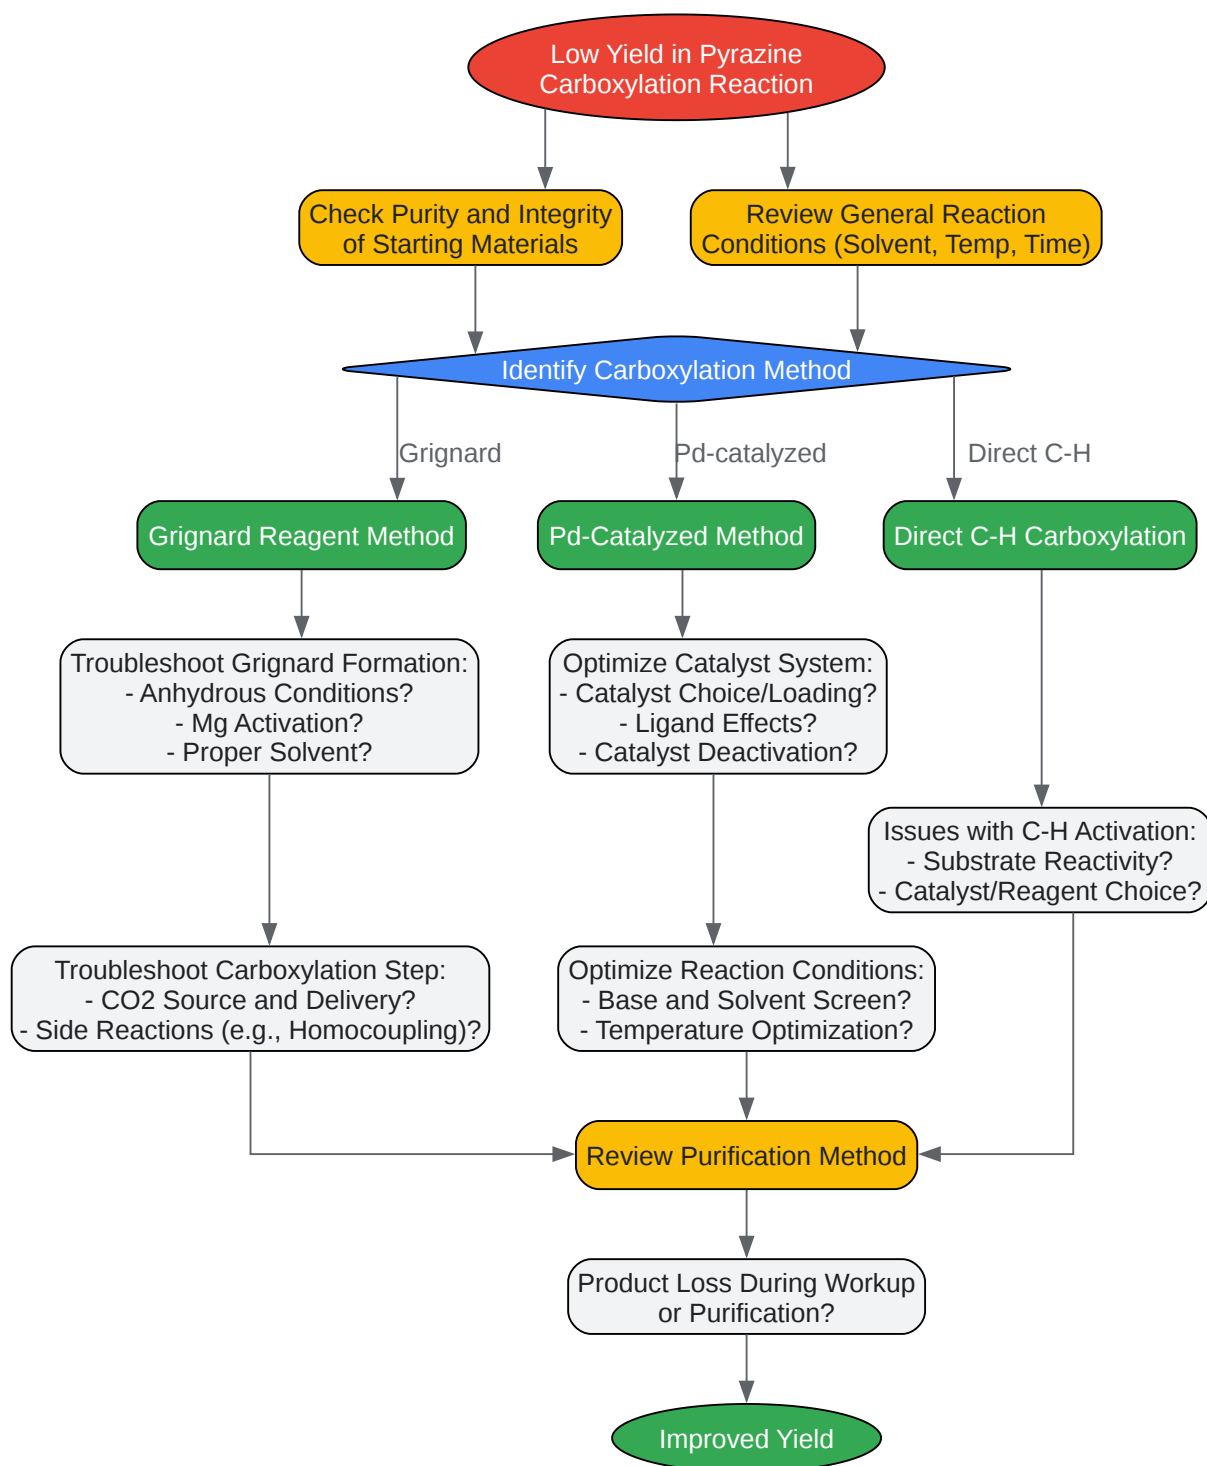 Low Yield in Pyrazine
Carboxylation Reaction
Check Purity and Integrity
of Starting Materials
Review General Reaction
Conditions (Solvent, Temp, Time)
Identify Carboxylation Method
Grignard
Pd-catalyzed
Direct C-H
Grignard Reagent Method
Pd-Catalyzed Method
Direct C-H Carboxylation
Troubleshoot Grignard Formation:
- Anhydrous Conditions?
- Mg Activation?
- Proper Solvent?
Optimize Catalyst System:
- Catalyst Choice/Loading?
- Ligand Effects?
- Catalyst Deactivation?
Issues with C-H Activation:
- Substrate Reactivity?
- Catalyst/Reagent Choice?
Troubleshoot Carboxylation Step:
- CO2 Source and Delivery?
- Side Reactions (e.g., Homocoupling)?
Optimize Reaction Conditions:
- Base and Solvent Screen?
- Temperature Optimization?
Review Purification Method
Product Loss During Workup
or Purification?
Improved Yield